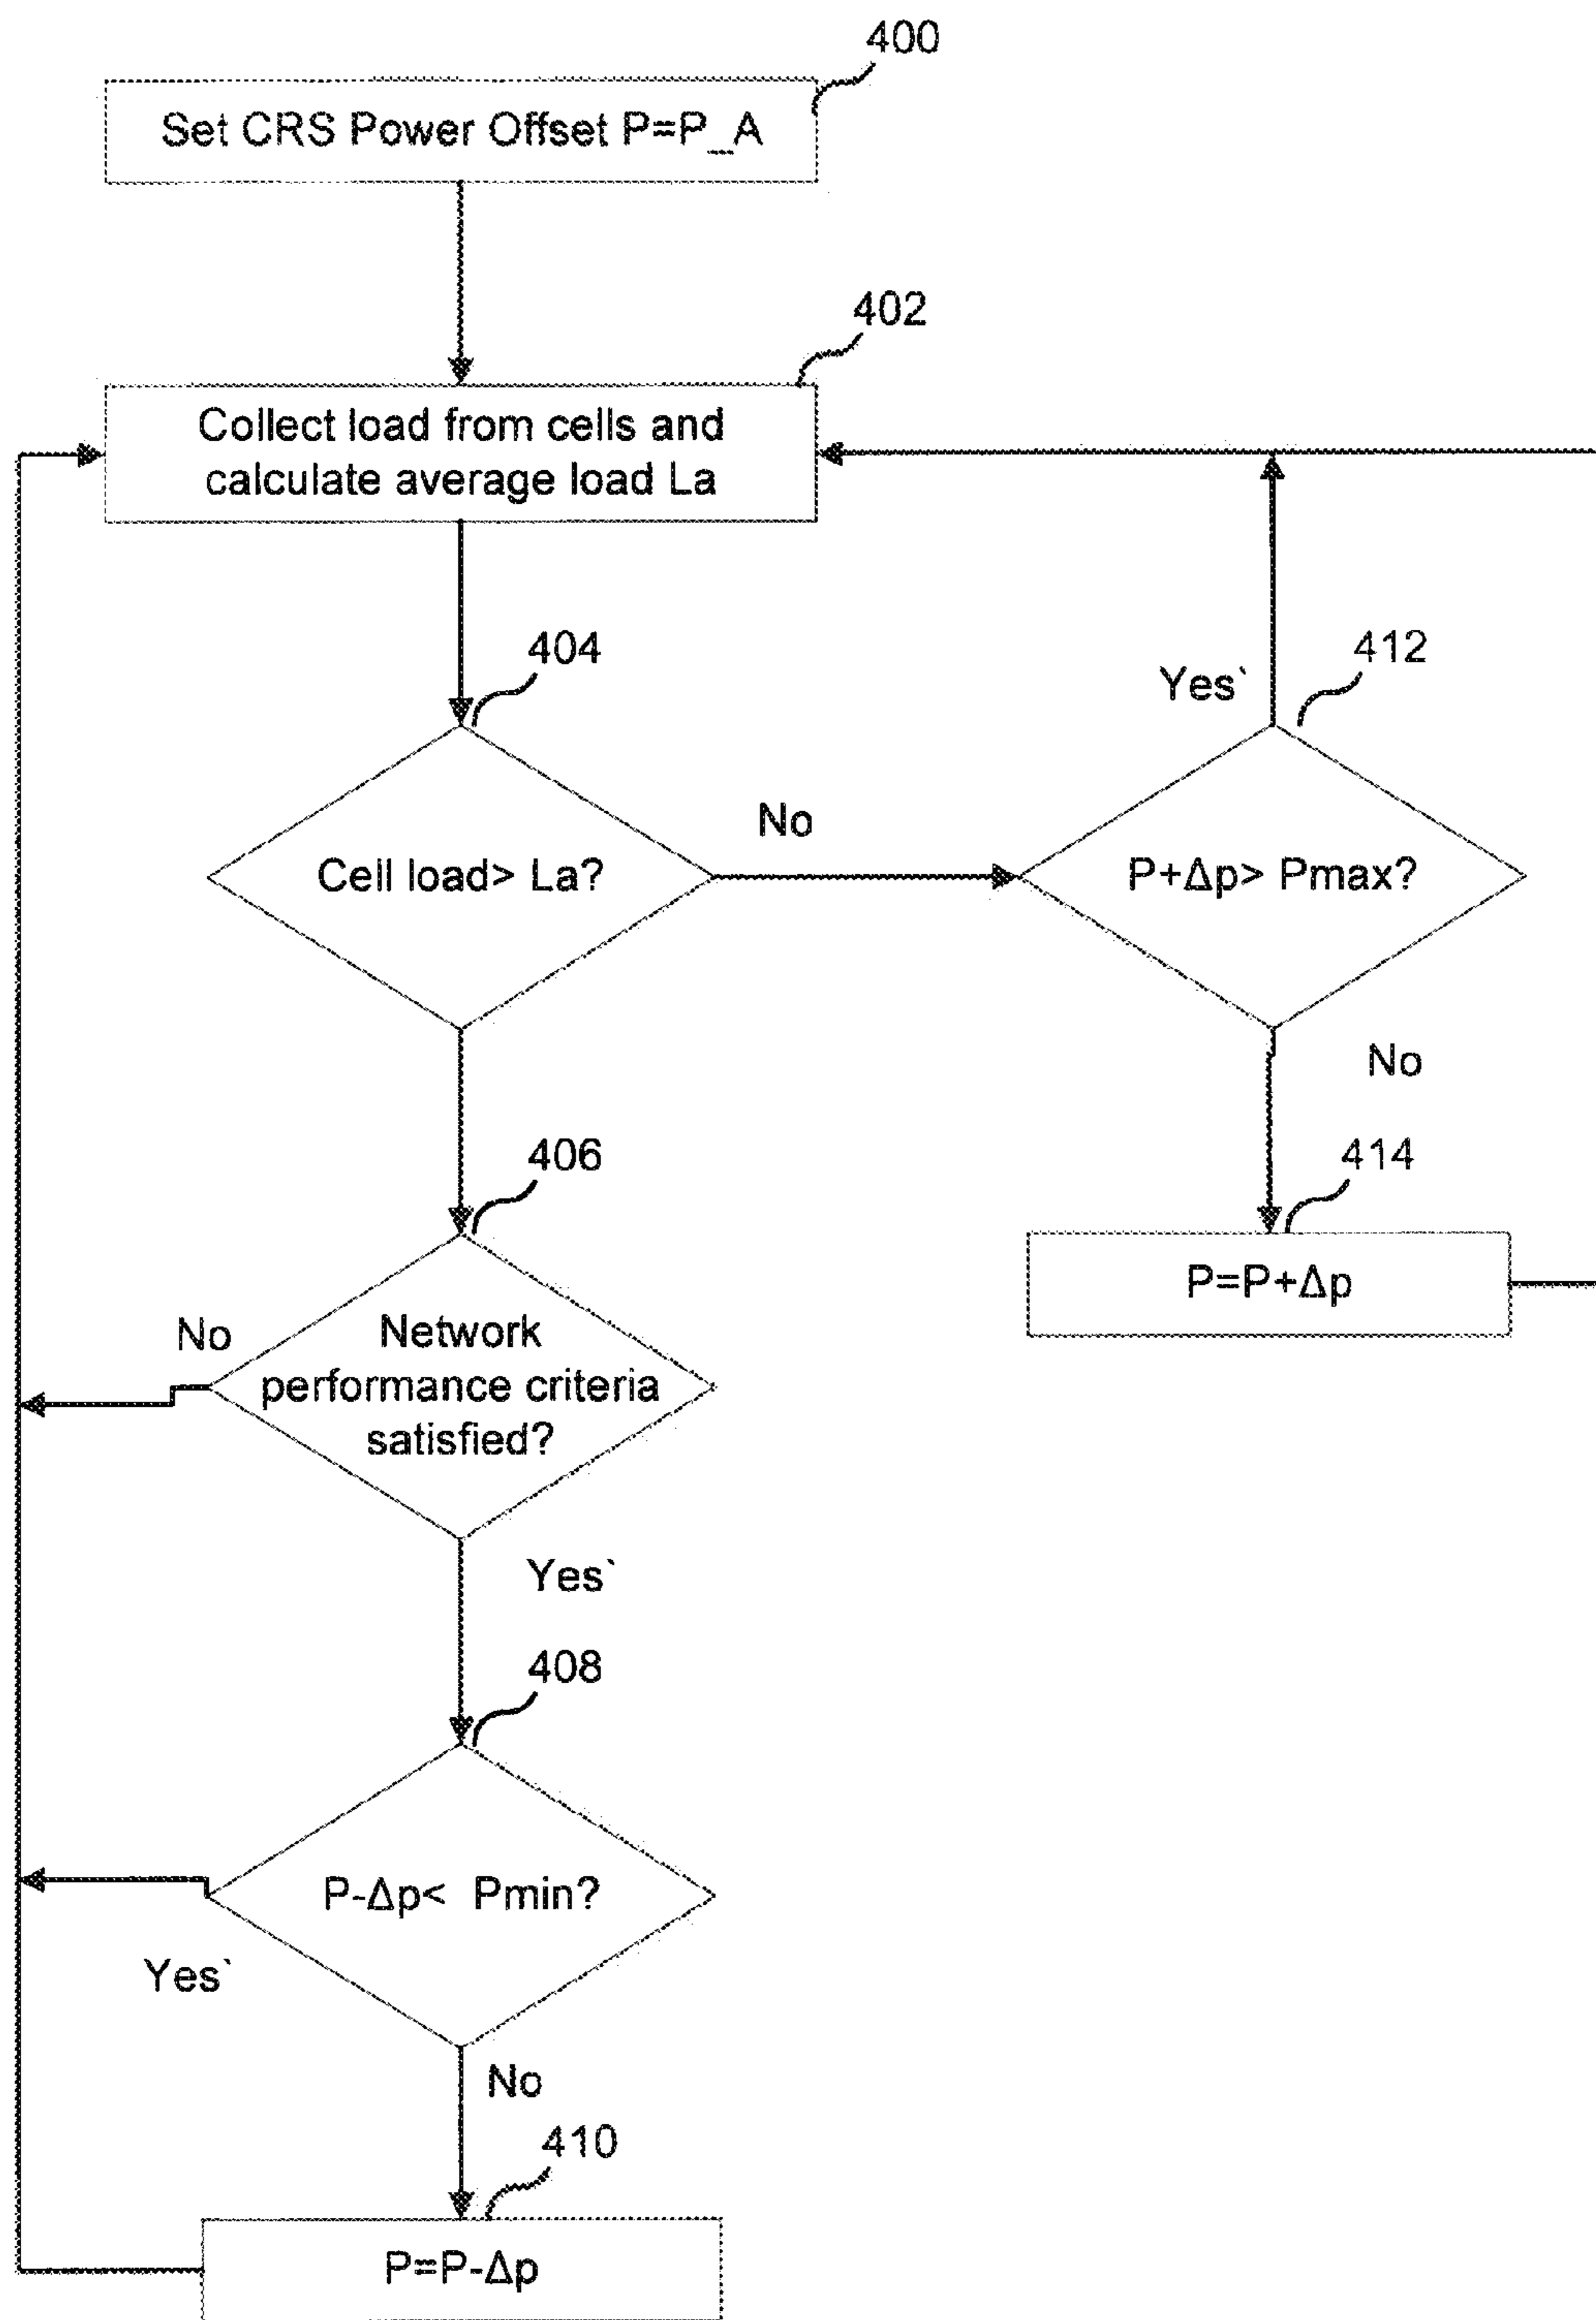 400
Set CRS Power Offset P=P_A
402
Collect load from cells and
calculate average load La
404
412
Yes`
No
Cell load> La?
P+Δp> Pmax?
No
406
414
P=P+Δp
No
Network
performance criteria
satisfied?
Yes`
408
P-Δp< Pmin?
Yes`
No
410
P=P-Δp